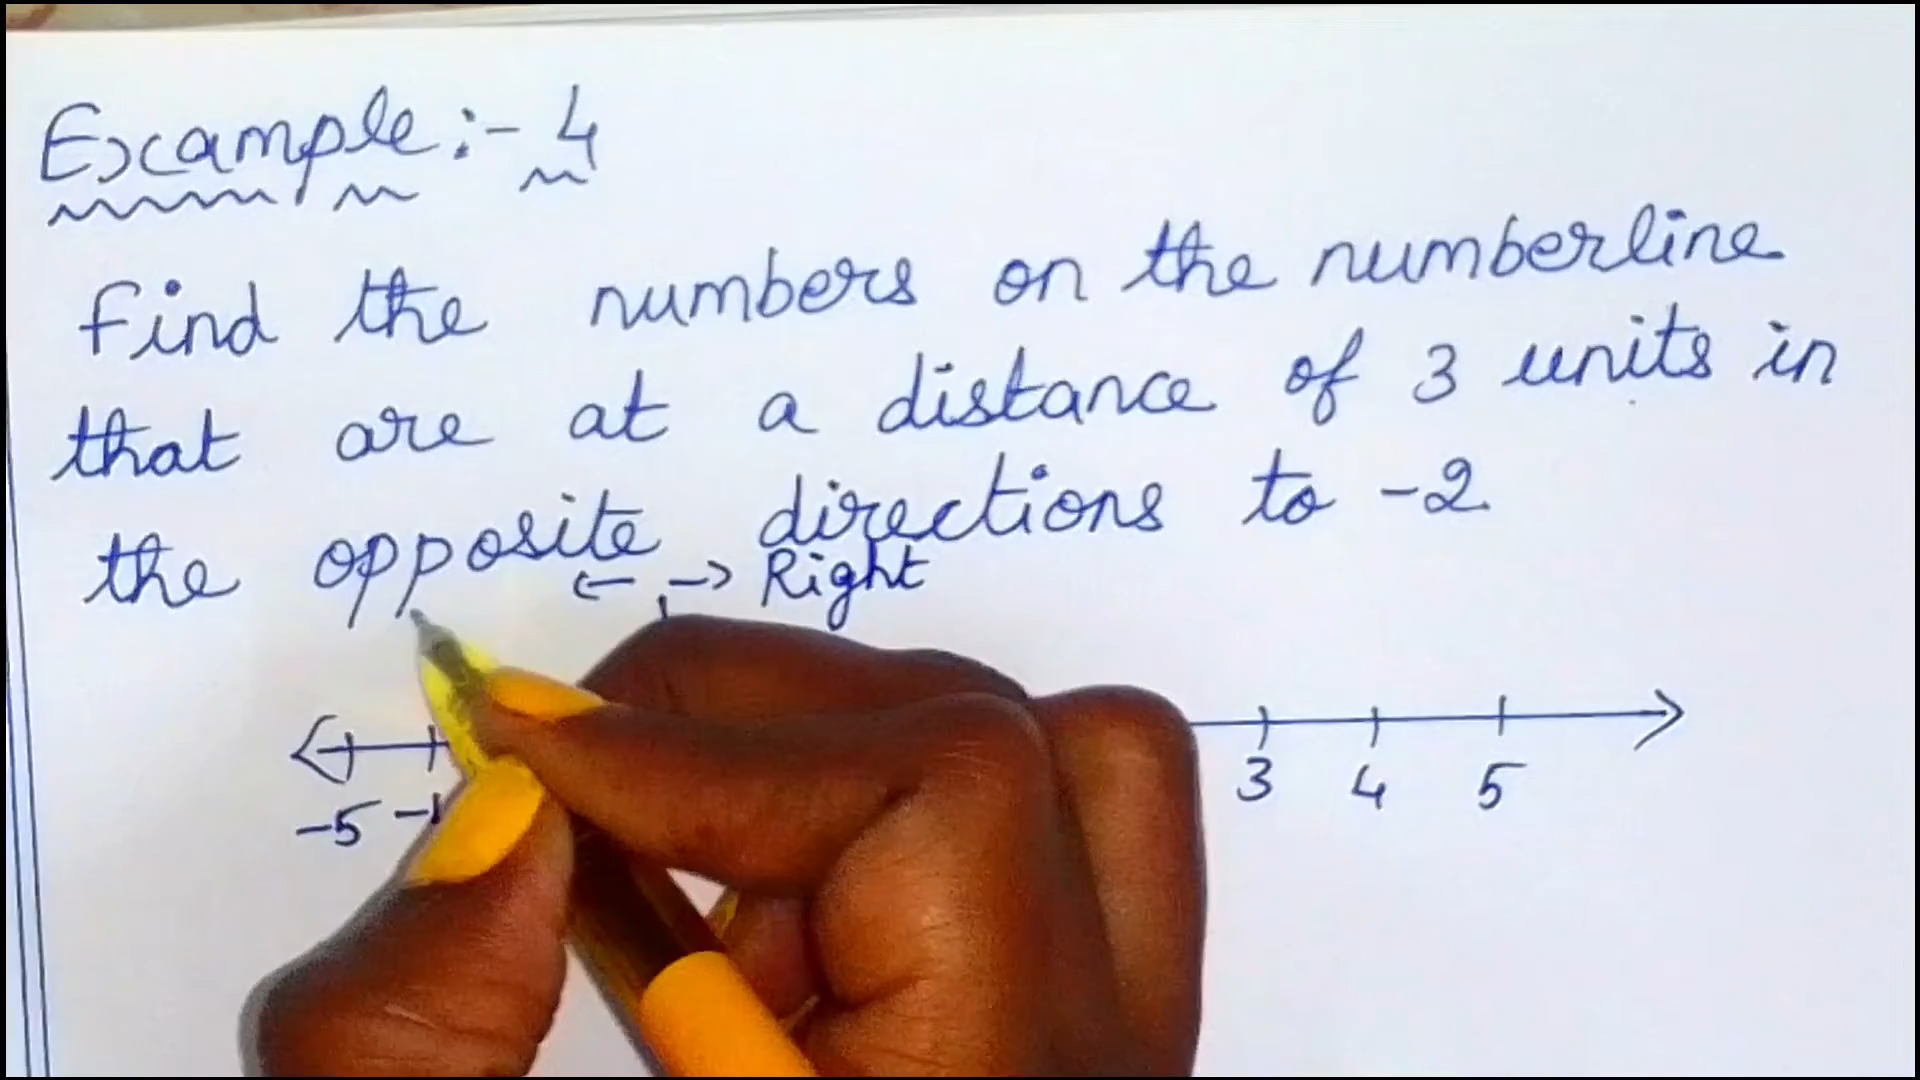 Example:- 4
Find the numbers on the numberline
that are at a distance of 3 units in
the opposite directions to -2.
← → Right
-5 3 4 5